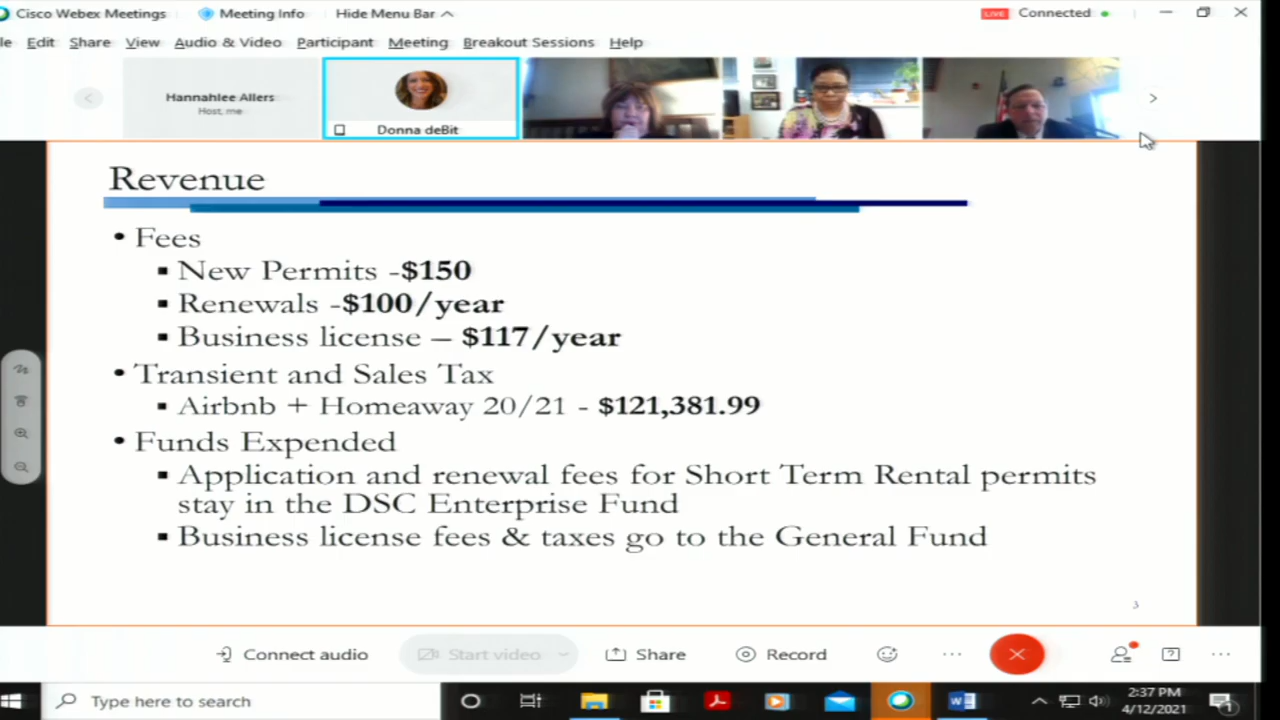 Cisco Webex Meetings Meeting Info Hide Menu Bar LIVE Connected
le Edit Share View Audio & Video Participant Meeting Breakout Sessions Help
Hannahlee Allers
Host, me
Donna deBit
Revenue
• Fees
▪ New Permits -$150
▪ Renewals -$100/year
▪ Business license – $117/year
• Transient and Sales Tax
▪ Airbnb + Homeaway 20/21 - $121,381.99
• Funds Expended
▪ Application and renewal fees for Short Term Rental permits
stay in the DSC Enterprise Fund
▪ Business license fees & taxes go to the General Fund
3
Connect audio Start video Share Record
Type here to search
2:37 PM
4/12/2021
1